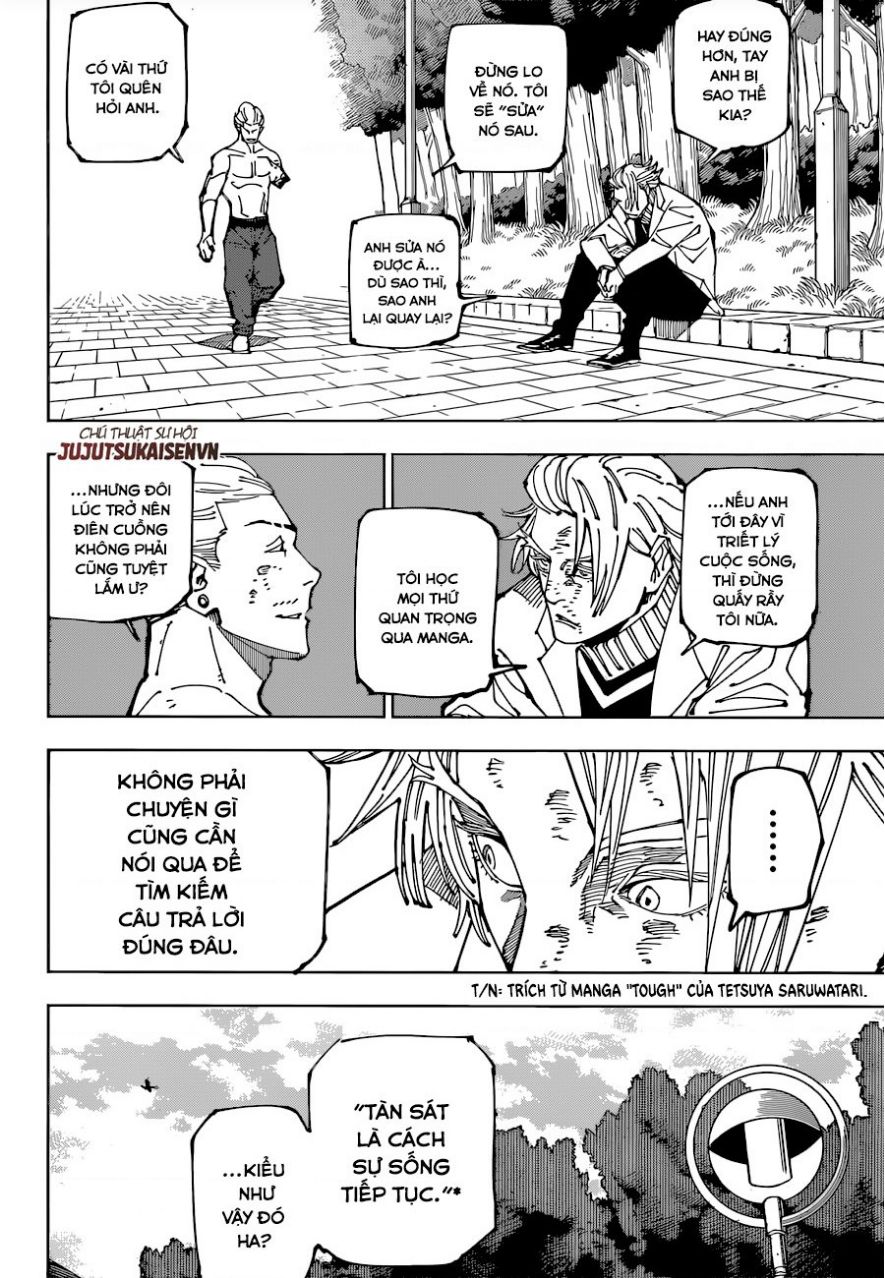 HAY ĐÚNG
HƠN, TAY
ANH BỊ
SAO THẾ
KIA?
ĐỪNG LO
VỀ NÓ. TÔI
SẼ "SỬA"
NÓ SAU.
CÓ VÀI THỨ
TÔI QUÊN
HỎI ANH.
ANH SỬA NÓ
ĐƯỢC À...
DÙ SAO THÌ,
SAO ANH
LẠI QUAY LẠI?
CHÚ THUẬT SƯ HỒI
JUJUTSUKAISENVN
...NẾU ANH
TỚI ĐÂY VÌ
TRIẾT LÝ
CUỘC SỐNG,
THÌ ĐỪNG
QUẤY RẦY
TÔI NỮA.
TÔI HỌC
MỌI THỨ
QUAN TRỌNG
QUA MANGA.
...NHƯNG ĐÔI
LÚC TRỞ NÊN
ĐIÊN CUỒNG
KHÔNG PHẢI
CŨNG TUYỆT
LẮM Ư?
......
KHÔNG PHẢI
CHUYỆN GÌ
CŨNG CẦN
NÓI QUA ĐỂ
TÌM KIẾM
CÂU TRẢ LỜI
ĐÚNG ĐÂU.
T/N: TRÍCH TỪ MANGA "TOUGH" CỦA TETSUYA SARUWATARI.
"TÀN SÁT
LÀ CÁCH
SỰ SỐNG
TIẾP TỤC."*
...KIỂU
NHƯ
VẬY ĐÓ
HA?